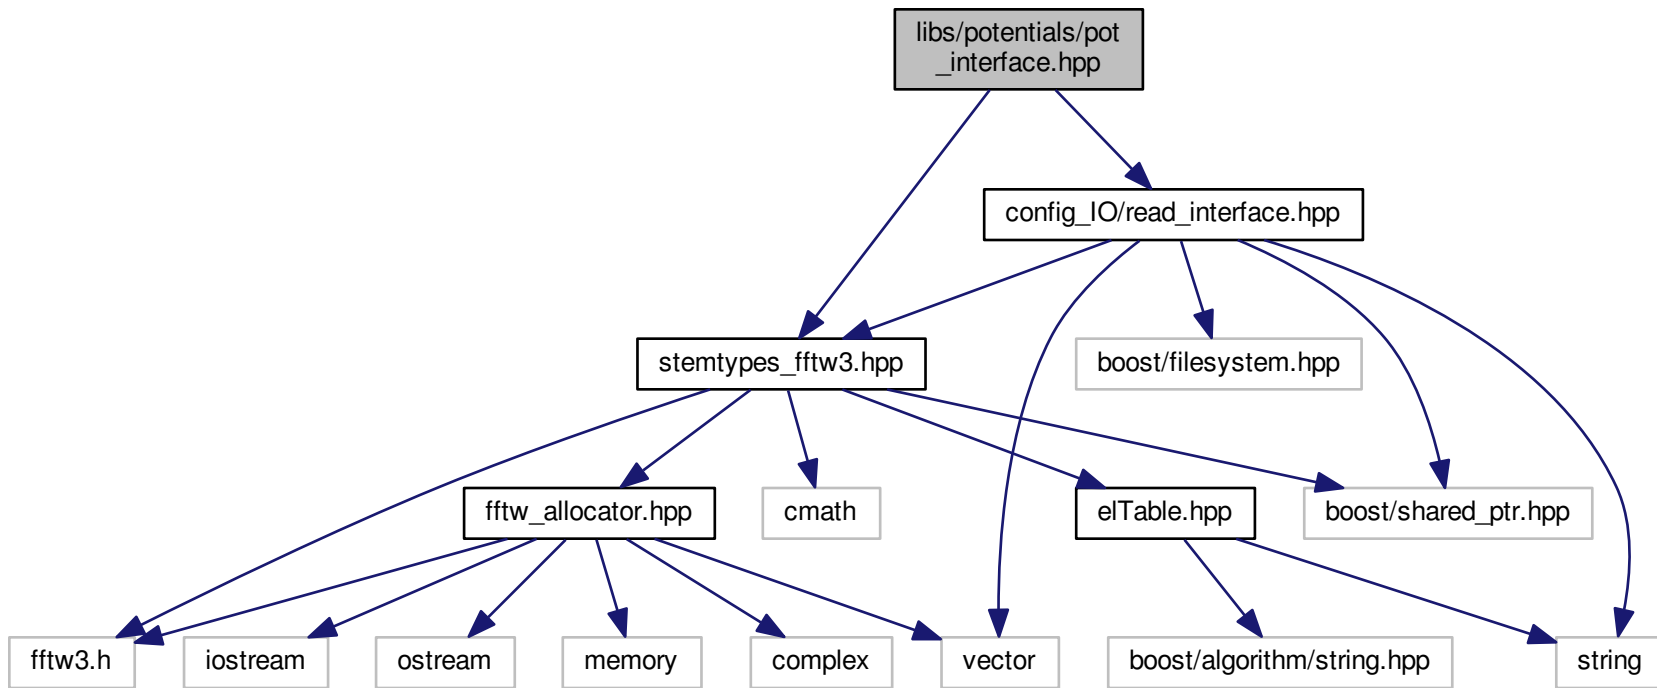 libs/potentials/pot
_interface.hpp
config_IO/read_interface.hpp
stemtypes_fftw3.hpp
boost/filesystem.hpp
fftw_allocator.hpp
cmath
elTable.hpp
boost/shared_ptr.hpp
fftw3.h
iostream
ostream
memory
complex
vector
boost/algorithm/string.hpp
string